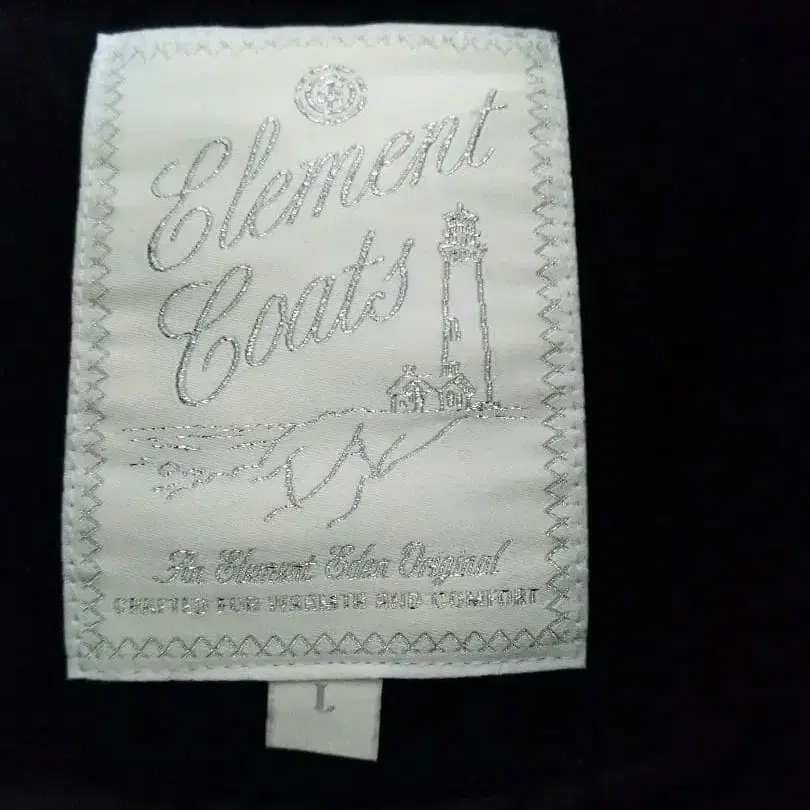 Element
Coats
An Element Eden Original
CRAFTED FOR WARMTH AND COMFORT
L